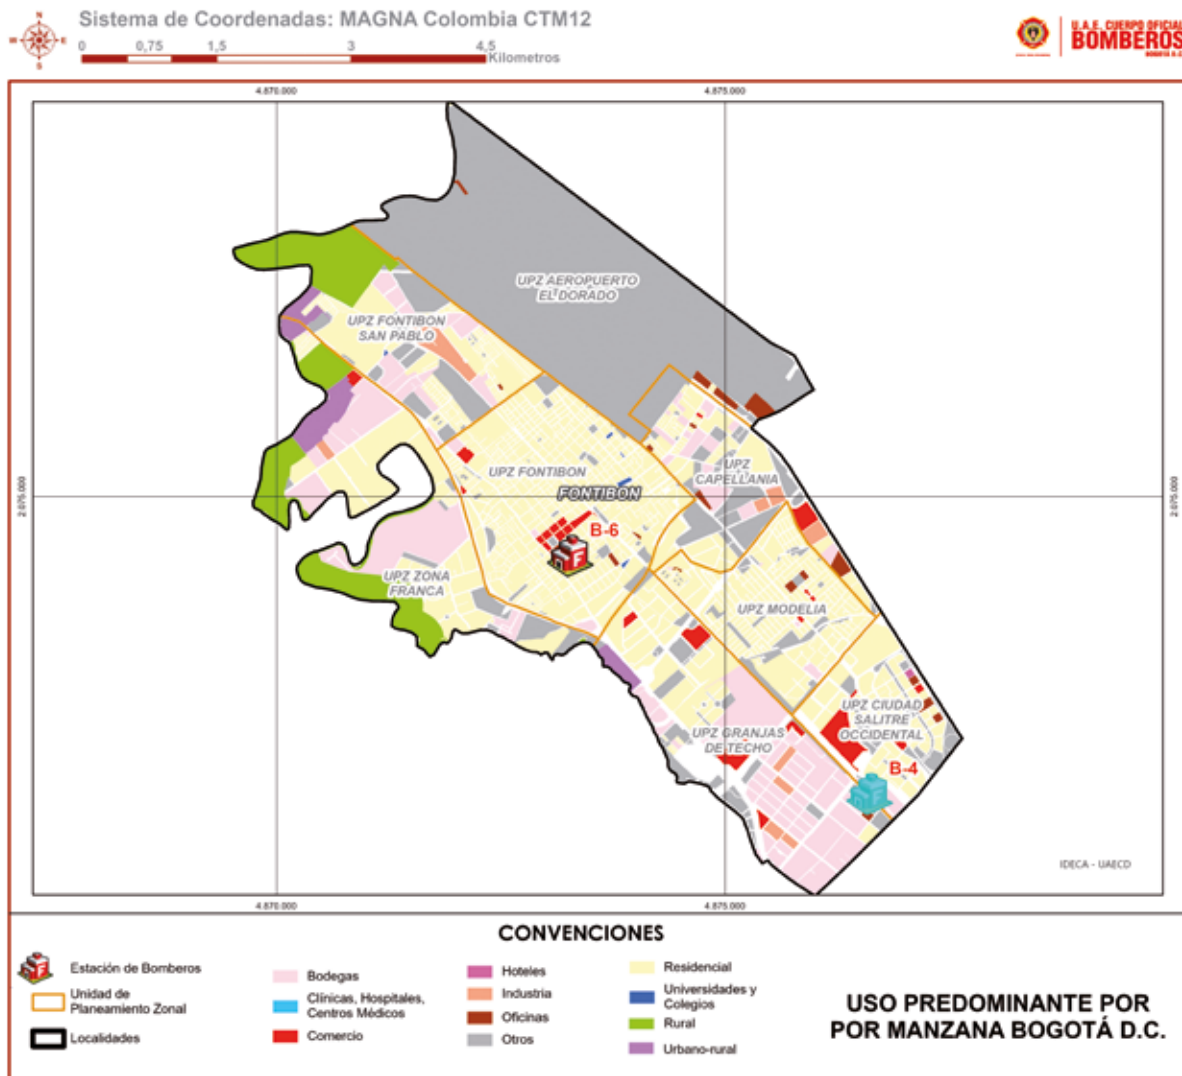 Sistema de Coordenadas: MAGNA Colombia CTM12
0 0,75 1,5 3 4,5
Kilometros
N
W E
S
U.A.E. CUERPO OFICIAL
BOMBEROS
BOGOTÁ D.C.
4.870.000 4.875.000
UPZ AEROPUERTO
EL DORADO
UPZ FONTIBON
SAN PABLO
UPZ FONTIBON
UPZ
CAPELLANIA
FONTIBON
2.075.000 2.075.000
B-6
UPZ ZONA
FRANCA
UPZ MODELIA
UPZ CIUDAD
SALITRE
OCCIDENTAL
UPZ GRANJAS
DE TECHO
B-4
IDECA - UAECD
4.870.000 4.875.000
CONVENCIONES
Estación de Bomberos
Unidad de
Planeamiento Zonal
Localidades
Bodegas
Clínicas, Hospitales,
Centros Médicos
Comercio
Hoteles
Industria
Oficinas
Otros
Residencial
Universidades y
Colegios
Rural
Urbano-rural
USO PREDOMINANTE POR
POR MANZANA BOGOTÁ D.C.